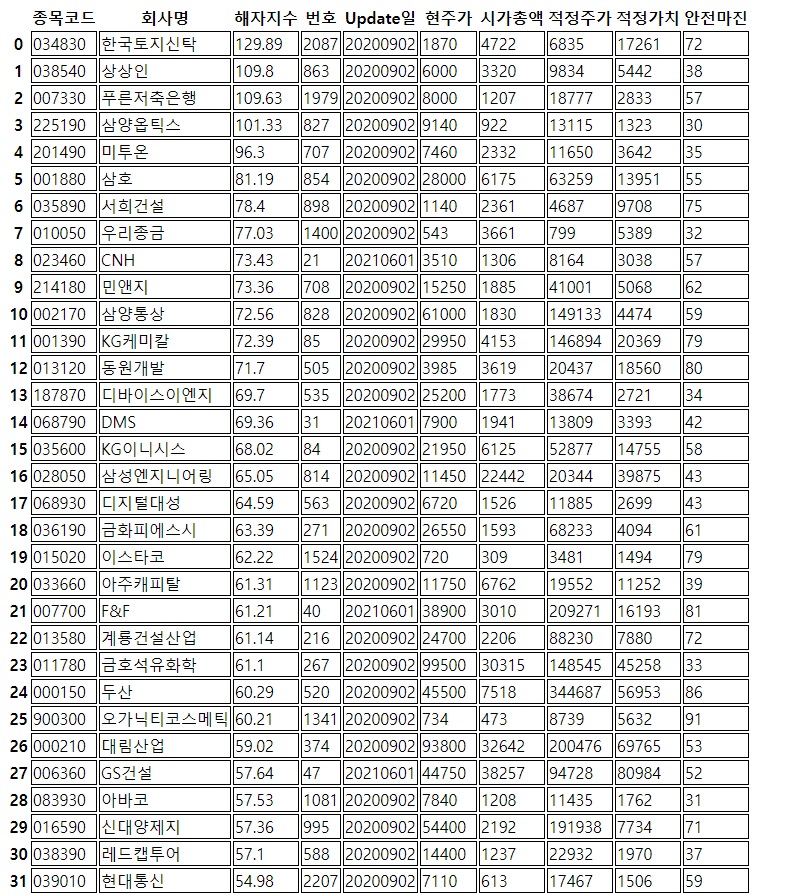 종목코드 회사명 해자지수 번호 Update일 현주가 시가총액 적정주가 적정가치 안전마진
0 034830 한국토지신탁 129.89 2087 20200902 1870 4722 6835 17261 72
1 038540 상상인 109.8 863 20200902 6000 3320 9834 5442 38
2 007330 푸른저축은행 109.63 1979 20200902 8000 1207 18777 2833 57
3 225190 삼양옵틱스 101.33 827 20200902 9140 922 13115 1323 30
4 201490 미투온 96.3 707 20200902 7460 2332 11650 3642 35
5 001880 삼호 81.19 854 20200902 28000 6175 63259 13951 55
6 035890 서희건설 78.4 898 20200902 1140 2361 4687 9708 75
7 010050 우리종금 77.03 1400 20200902 543 3661 799 5389 32
8 023460 CNH 73.43 21 20210601 3510 1306 8164 3038 57
9 214180 민앤지 73.36 708 20200902 15250 1885 41001 5068 62
10 002170 삼양통상 72.56 828 20200902 61000 1830 149133 4474 59
11 001390 KG케미칼 72.39 85 20200902 29950 4153 146894 20369 79
12 013120 동원개발 71.7 505 20200902 3985 3619 20437 18560 80
13 187870 디바이스이엔지 69.7 535 20200902 25200 1773 38674 2721 34
14 068790 DMS 69.36 31 20210601 7900 1941 13809 3393 42
15 035600 KG이니시스 68.02 84 20200902 21950 6125 52877 14755 58
16 028050 삼성엔지니어링 65.05 814 20200902 11450 22442 20344 39875 43
17 068930 디지털대성 64.59 563 20200902 6720 1526 11885 2699 43
18 036190 금화피에스시 63.39 271 20200902 26550 1593 68233 4094 61
19 015020 이스타코 62.22 1524 20200902 720 309 3481 1494 79
20 033660 아주캐피탈 61.31 1123 20200902 11750 6762 19552 11252 39
21 007700 F&F 61.21 40 20210601 38900 3010 209271 16193 81
22 013580 계룡건설산업 61.14 216 20200902 24700 2206 88230 7880 72
23 011780 금호석유화학 61.1 267 20200902 99500 30315 148545 45258 33
24 000150 두산 60.29 520 20200902 45500 7518 344687 56953 86
25 900300 오가닉티코스메틱 60.21 1341 20200902 734 473 8739 5632 91
26 000210 대림산업 59.02 374 20200902 93800 32642 200476 69765 53
27 006360 GS건설 57.64 47 20210601 44750 38257 94728 80984 52
28 083930 아바코 57.53 1081 20200902 7840 1208 11435 1762 31
29 016590 신대양제지 57.36 995 20200902 54400 2192 191938 7734 71
30 038390 레드캡투어 57.1 588 20200902 14400 1237 22932 1970 37
31 039010 현대통신 54.98 2207 20200902 7110 613 17467 1506 59